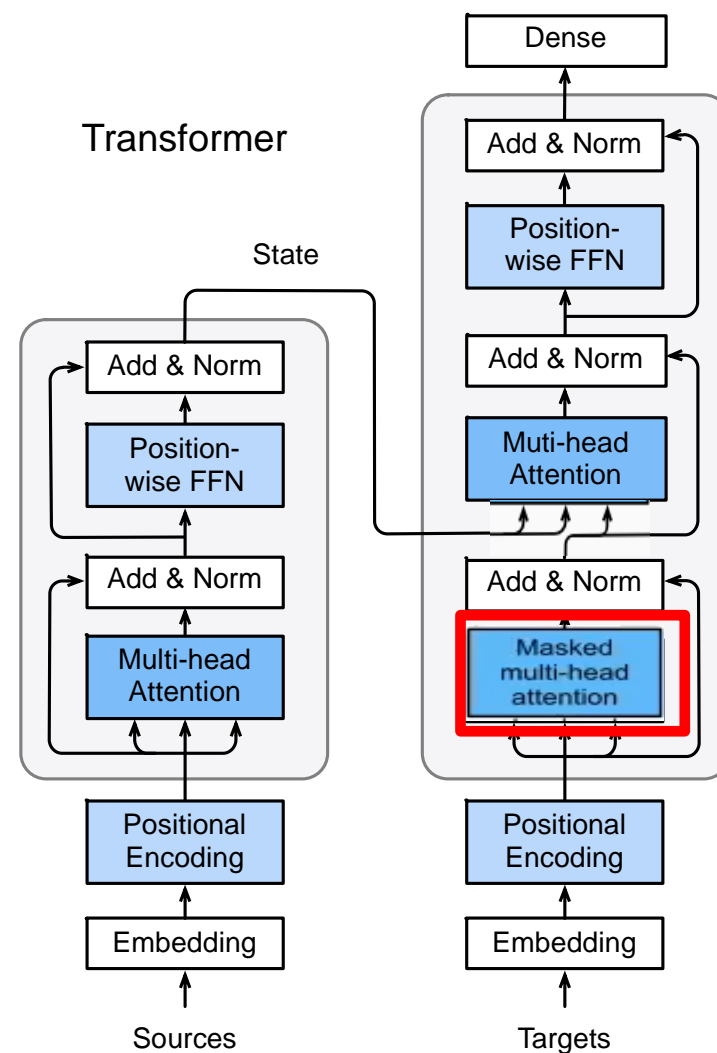 Transformer
State
Add & Norm
Position-
wise FFN
Add & Norm
Multi-head
Attention
Positional
Encoding
Embedding
Sources
Dense
Add & Norm
Position-
wise FFN
Add & Norm
Muti-head
Attention
Add & Norm
Masked
multi-head
attention
Positional
Encoding
Embedding
Targets